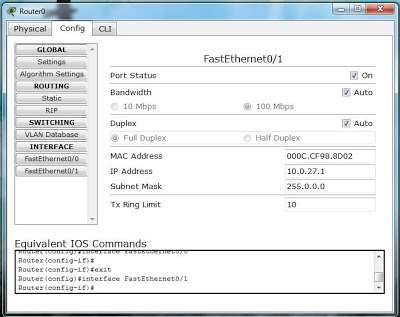 Router0
Physical Config CLI
GLOBAL
Settings
Algorithm Settings
ROUTING
Static
RIP
SWITCHING
VLAN Database
INTERFACE
FastEthernet0/0
FastEthernet0/1
FastEthernet0/1
Port Status On
Bandwidth Auto
10 Mbps 100 Mbps
Duplex Auto
Full Duplex Half Duplex
MAC Address 000C.CF98.8D02
IP Address 10.0.27.1
Subnet Mask 255.0.0.0
Tx Ring Limit 10
Equivalent IOS Commands
Router(config)#interface FastEthernet0/0
Router(config-if)#
Router(config-if)#exit
Router(config)#interface FastEthernet0/1
Router(config-if)#